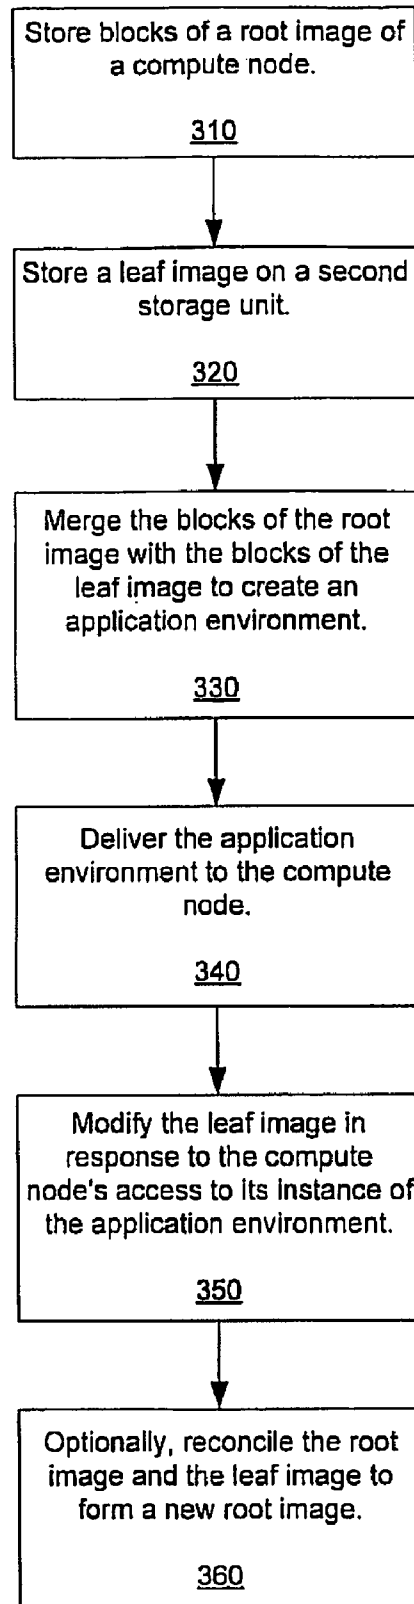 Store blocks of a root image of
a compute node.
310
Store a leaf image on a second
storage unit.
320
Merge the blocks of the root
image with the blocks of the
leaf image to create an
application environment.
330
Deliver the application
environment to the compute
node.
340
Modify the leaf image in
response to the compute
node's access to its instance of
the application environment.
350
Optionally, reconcile the root
image and the leaf image to
form a new root image.
360